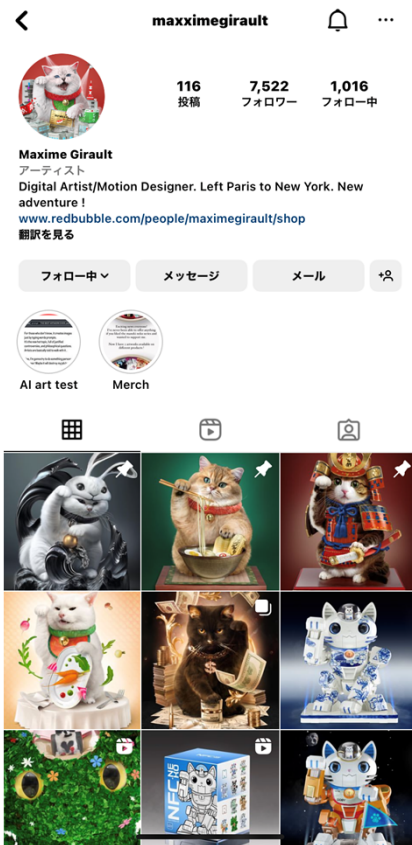 maxximegirault
116
投稿
7,522
フォロワー
1,016
フォロー中
Maxime Girault
アーティスト
Digital Artist/Motion Designer. Left Paris to New York. New
adventure !
www.redbubble.com/people/maximegirault/shop
翻訳を見る
フォロー中
メッセージ
メール
AI art test
Merch